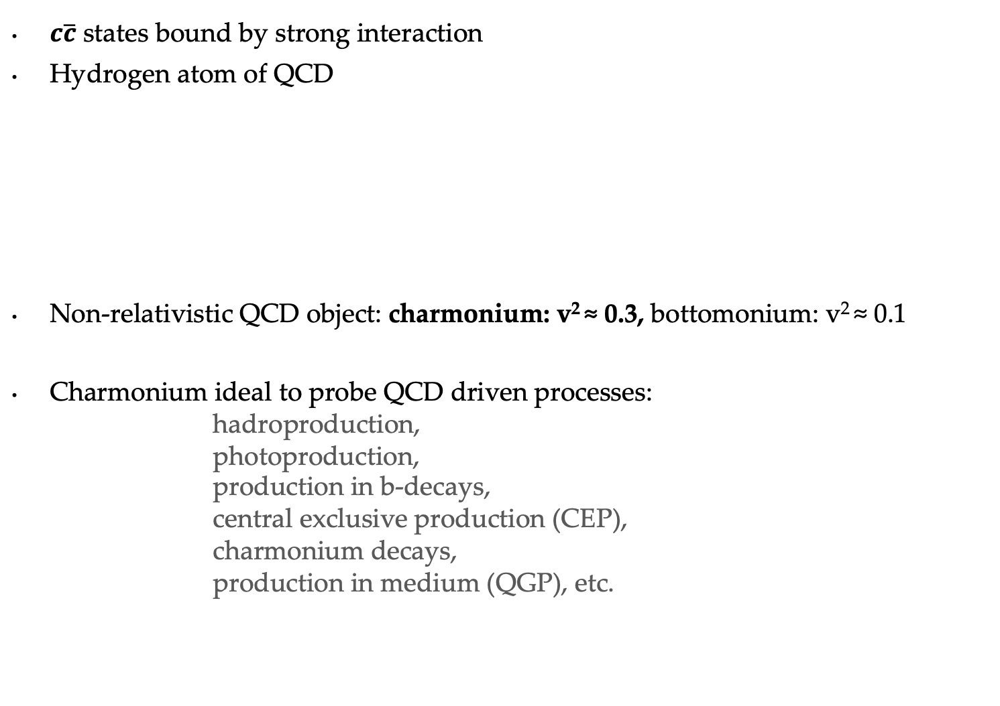 · cc̄ states bound by strong interaction
· Hydrogen atom of QCD
· Non-relativistic QCD object: charmonium: v² ≈ 0.3, bottomonium: v² ≈ 0.1
· Charmonium ideal to probe QCD driven processes:
hadroproduction,
photoproduction,
production in b-decays,
central exclusive production (CEP),
charmonium decays,
production in medium (QGP), etc.